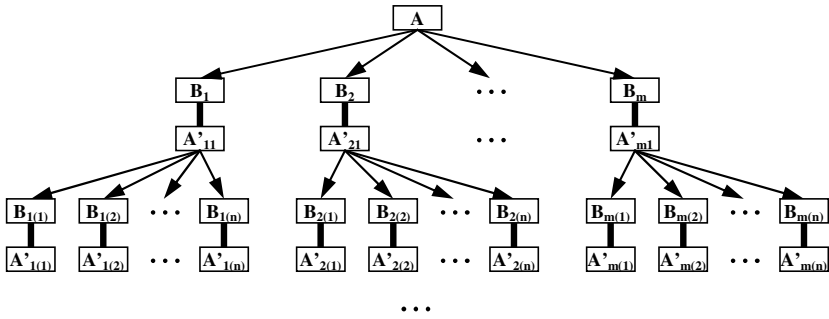 A
B₁ B₂ ... Bₘ
A'₁₁ A'₂₁ ... A'ₘ₁
B₁₍₁₎ B₁₍₂₎ ... B₁₍ₙ₎ B₂₍₁₎ B₂₍₂₎ ... B₂₍ₙ₎ Bₘ₍₁₎ Bₘ₍₂₎ ... Bₘ₍ₙ₎
A'₁₍₁₎ A'₁₍₂₎ ... A'₁₍ₙ₎ A'₂₍₁₎ A'₂₍₂₎ ... A'₂₍ₙ₎ A'ₘ₍₁₎ A'ₘ₍₂₎ ... A'ₘ₍ₙ₎
...